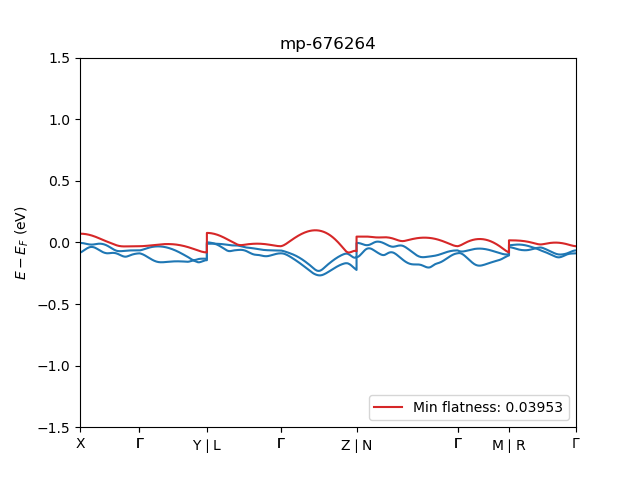 mp-676264
1.5
1.0
0.5
0.0
−0.5
−1.0
−1.5
E − E_F (eV)
Min flatness: 0.03953
X Γ Y | L Γ Z | N Γ M | R Γ